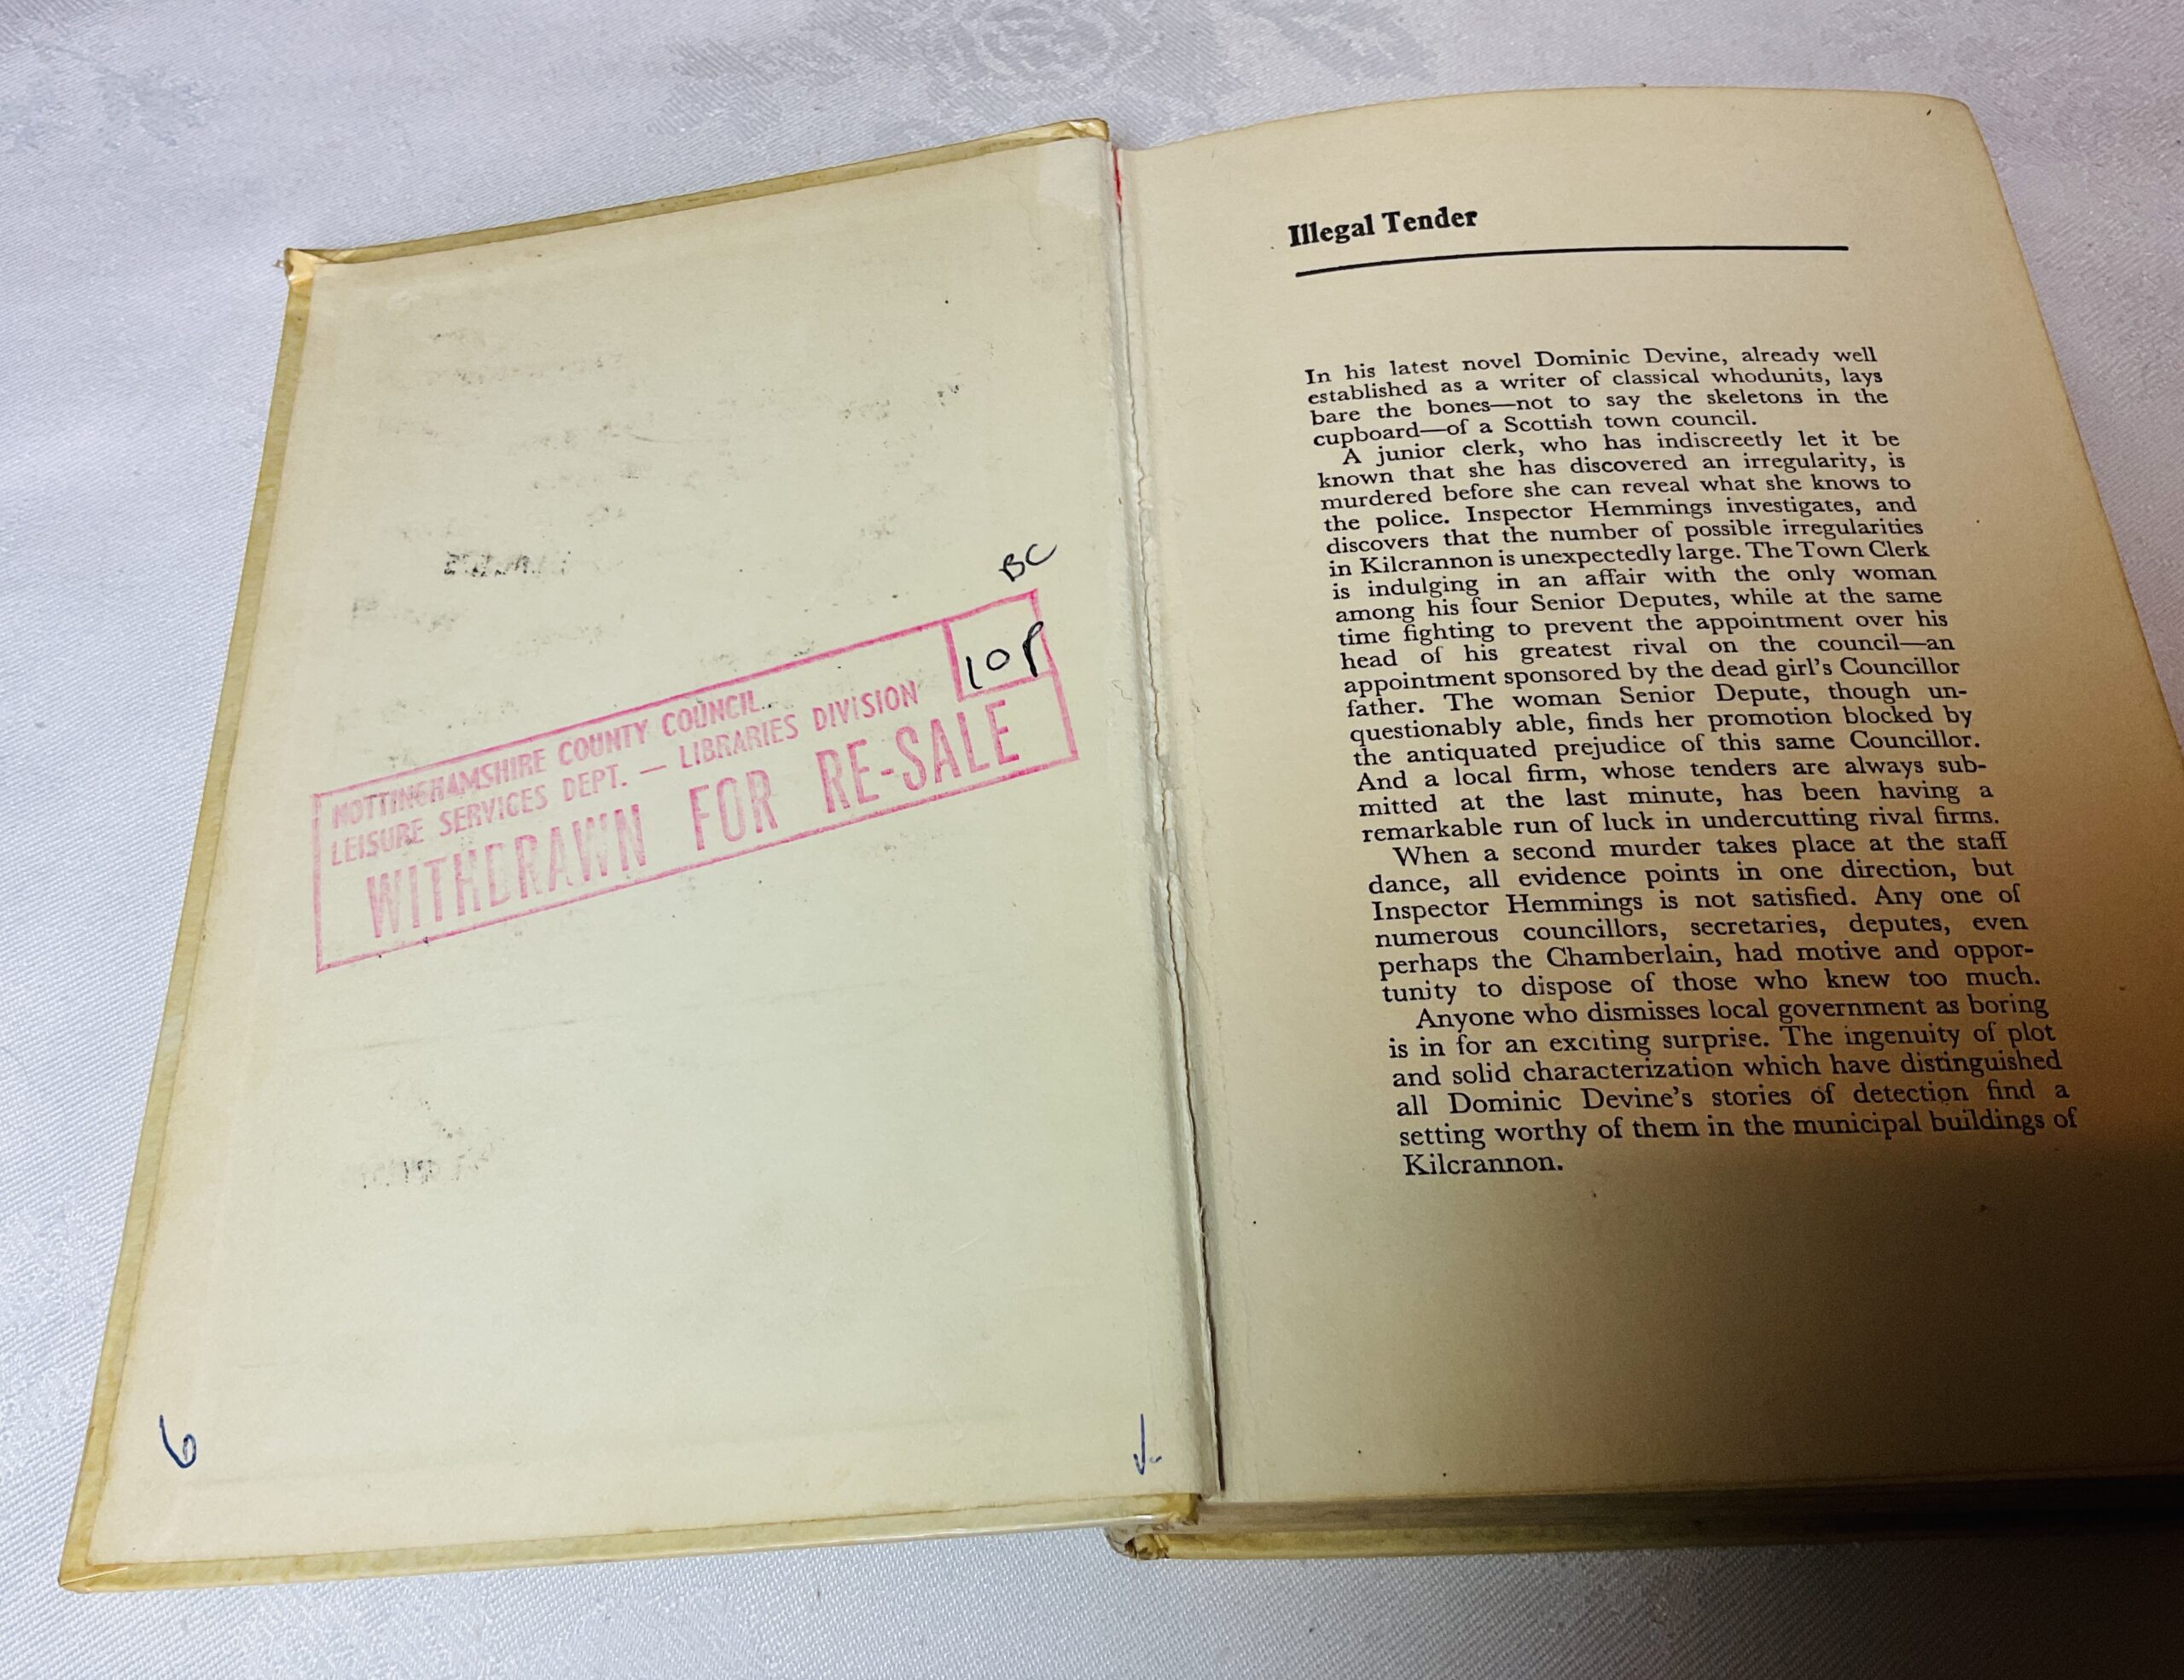 BC
10p
NOTTINGHAMSHIRE COUNTY COUNCIL
LEISURE SERVICES DEPT. — LIBRARIES DIVISION
WITHDRAWN FOR RE-SALE
6
Illegal Tender
In his latest novel Dominic Devine, already well
established as a writer of classical whodunits, lays
bare the bones—not to say the skeletons in the
cupboard—of a Scottish town council.
A junior clerk, who has indiscreetly let it be
known that she has discovered an irregularity, is
murdered before she can reveal what she knows to
the police. Inspector Hemmings investigates, and
discovers that the number of possible irregularities
in Kilcrannon is unexpectedly large. The Town Clerk
is indulging in an affair with the only woman
among his four Senior Deputes, while at the same
time fighting to prevent the appointment over his
head of his greatest rival on the council—an
appointment sponsored by the dead girl's Councillor
father. The woman Senior Depute, though un-
questionably able, finds her promotion blocked by
the antiquated prejudice of this same Councillor.
And a local firm, whose tenders are always sub-
mitted at the last minute, has been having a
remarkable run of luck in undercutting rival firms.
When a second murder takes place at the staff
dance, all evidence points in one direction, but
Inspector Hemmings is not satisfied. Any one of
numerous councillors, secretaries, deputes, even
perhaps the Chamberlain, had motive and oppor-
tunity to dispose of those who knew too much.
Anyone who dismisses local government as boring
is in for an exciting surprise. The ingenuity of plot
and solid characterization which have distinguished
all Dominic Devine's stories of detection find a
setting worthy of them in the municipal buildings of
Kilcrannon.